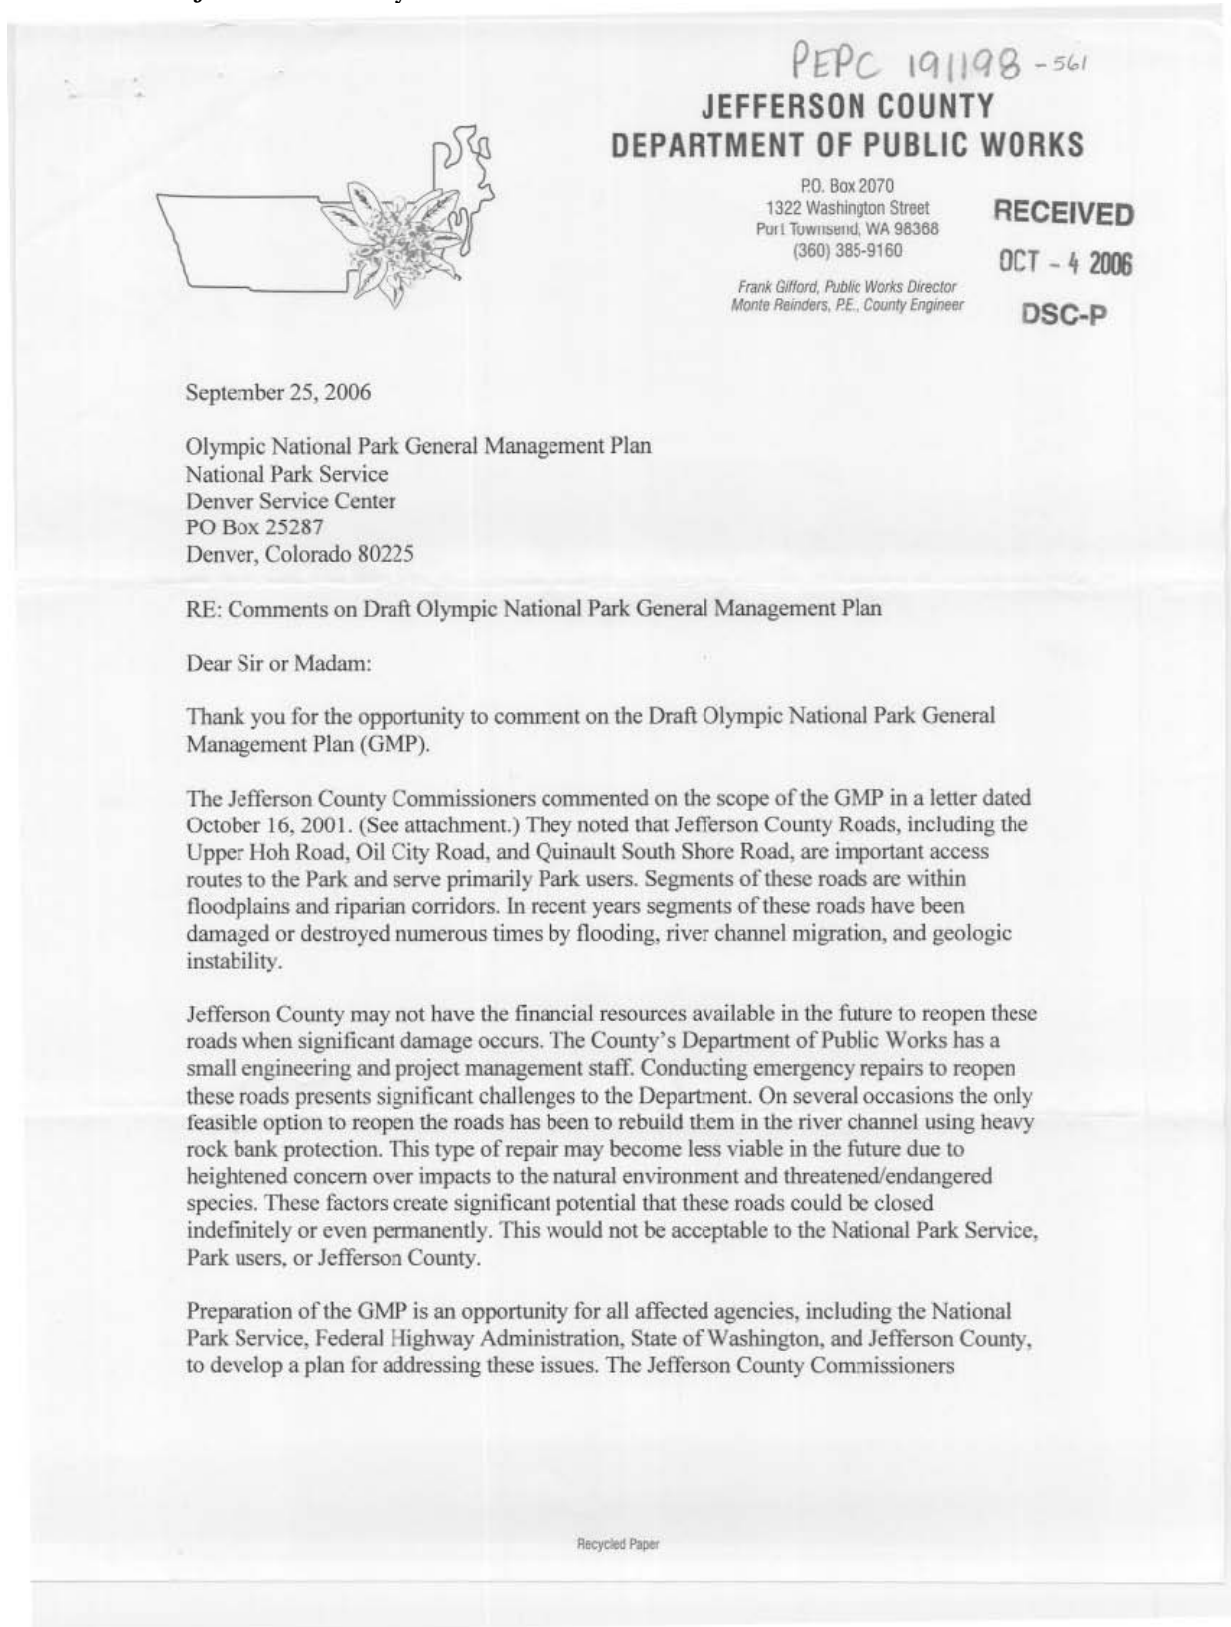 PEPC 191198-561
JEFFERSON COUNTY
DEPARTMENT OF PUBLIC WORKS
P.O. Box 2070
1322 Washington Street
Port Townsend, WA 98368
(360) 385-9160
Frank Gifford, Public Works Director
Monte Reinders, P.E., County Engineer
RECEIVED
OCT - 4 2006
DSC-P
September 25, 2006
Olympic National Park General Management Plan
National Park Service
Denver Service Center
PO Box 25287
Denver, Colorado 80225
RE: Comments on Draft Olympic National Park General Management Plan
Dear Sir or Madam:
Thank you for the opportunity to comment on the Draft Olympic National Park General
Management Plan (GMP).
The Jefferson County Commissioners commented on the scope of the GMP in a letter dated
October 16, 2001. (See attachment.) They noted that Jefferson County Roads, including the
Upper Hoh Road, Oil City Road, and Quinault South Shore Road, are important access
routes to the Park and serve primarily Park users. Segments of these roads are within
floodplains and riparian corridors. In recent years segments of these roads have been
damaged or destroyed numerous times by flooding, river channel migration, and geologic
instability.
Jefferson County may not have the financial resources available in the future to reopen these
roads when significant damage occurs. The County's Department of Public Works has a
small engineering and project management staff. Conducting emergency repairs to reopen
these roads presents significant challenges to the Department. On several occasions the only
feasible option to reopen the roads has been to rebuild them in the river channel using heavy
rock bank protection. This type of repair may become less viable in the future due to
heightened concern over impacts to the natural environment and threatened/endangered
species. These factors create significant potential that these roads could be closed
indefinitely or even permanently. This would not be acceptable to the National Park Service,
Park users, or Jefferson County.
Preparation of the GMP is an opportunity for all affected agencies, including the National
Park Service, Federal Highway Administration, State of Washington, and Jefferson County,
to develop a plan for addressing these issues. The Jefferson County Commissioners
Recycled Paper